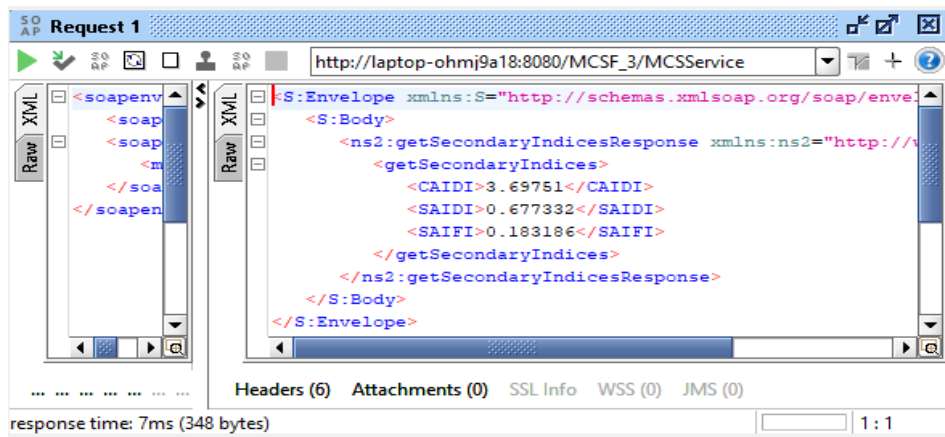 SO AP Request 1
SO AP http://laptop-ohmj9a18:8080/MCSF_3/MCSService
XML
Raw
<soapenv
<soap
<soap
<m
</soa
</soapen
XML
Raw
<S:Envelope xmlns:S="http://schemas.xmlsoap.org/soap/envel
<S:Body>
<ns2:getSecondaryIndicesResponse xmlns:ns2="http://w
<getSecondaryIndices>
<CAIDI>3.69751</CAIDI>
<SAIDI>0.677332</SAIDI>
<SAIFI>0.183186</SAIFI>
</getSecondaryIndices>
</ns2:getSecondaryIndicesResponse>
</S:Body>
</S:Envelope>
... ... ... ... ... ... ... Headers (6) Attachments (0) SSL Info WSS (0) JMS (0)
response time: 7ms (348 bytes) 1 : 1